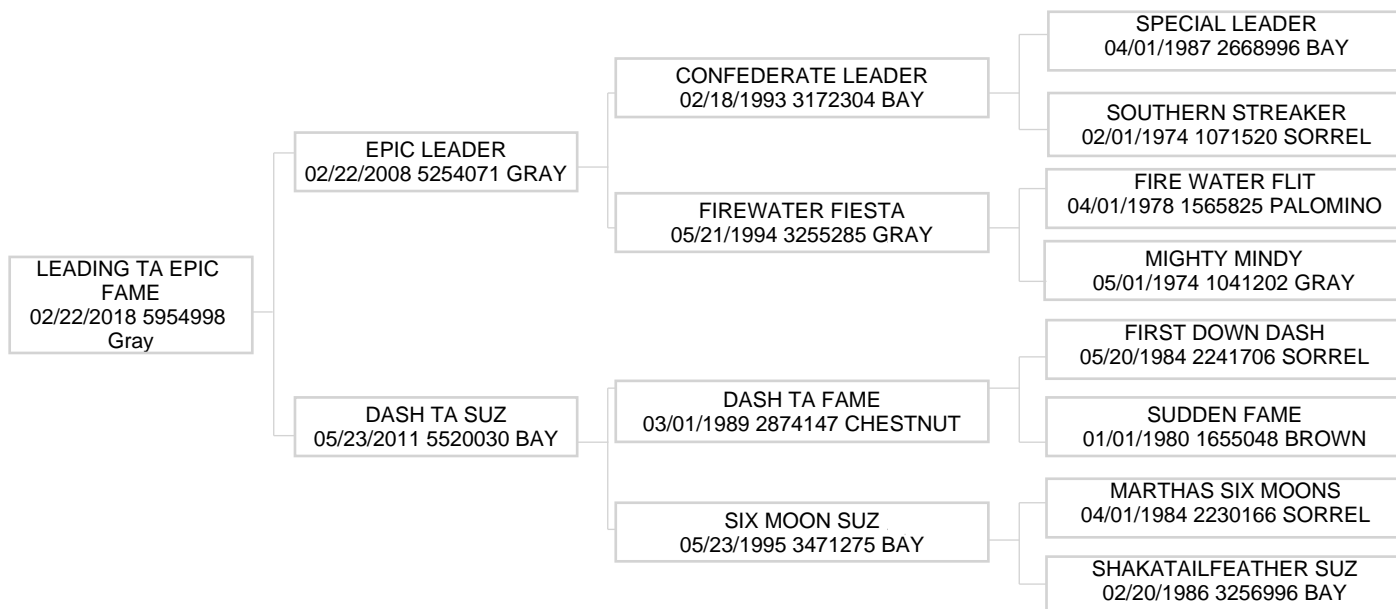 SPECIAL LEADER
04/01/1987 2668996 BAY
CONFEDERATE LEADER
02/18/1993 3172304 BAY
SOUTHERN STREAKER
02/01/1974 1071520 SORREL
EPIC LEADER
02/22/2008 5254071 GRAY
FIRE WATER FLIT
04/01/1978 1565825 PALOMINO
FIREWATER FIESTA
05/21/1994 3255285 GRAY
MIGHTY MINDY
05/01/1974 1041202 GRAY
LEADING TA EPIC
FAME
02/22/2018 5954998
Gray
FIRST DOWN DASH
05/20/1984 2241706 SORREL
DASH TA FAME
03/01/1989 2874147 CHESTNUT
SUDDEN FAME
01/01/1980 1655048 BROWN
DASH TA SUZ
05/23/2011 5520030 BAY
MARTHAS SIX MOONS
04/01/1984 2230166 SORREL
SIX MOON SUZ
05/23/1995 3471275 BAY
SHAKATAILFEATHER SUZ
02/20/1986 3256996 BAY